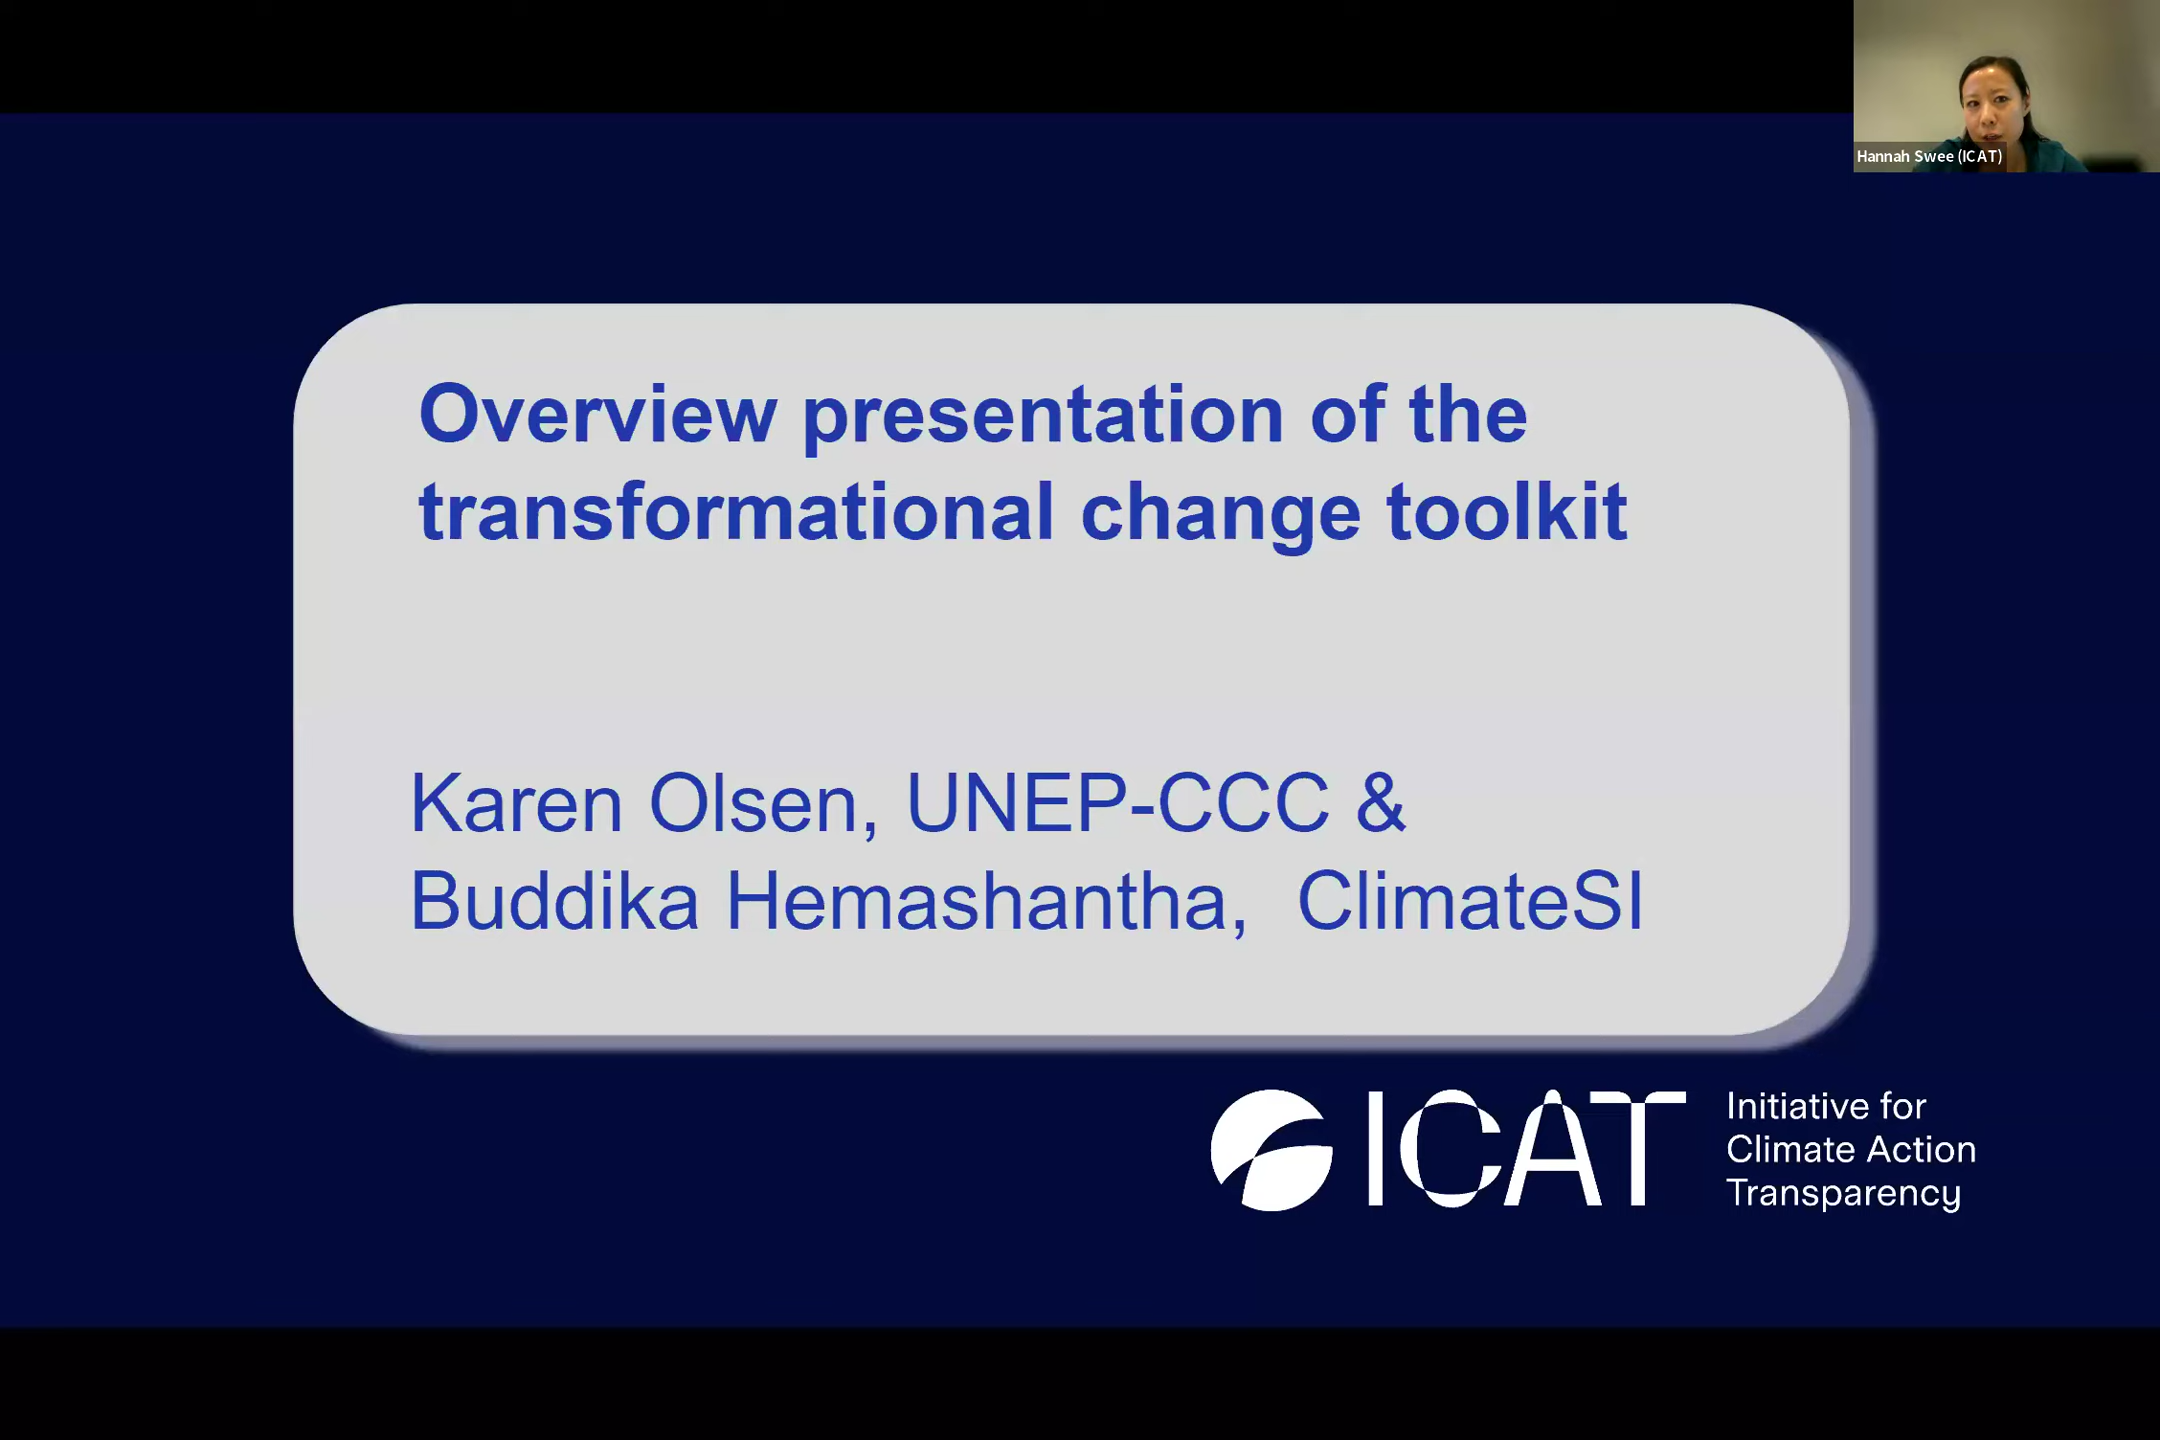 Hannah Swee (ICAT)
Overview presentation of the
transformational change toolkit
Karen Olsen, UNEP-CCC &
Buddika Hemashantha, ClimateSI
ICAT
Initiative for
Climate Action
Transparency